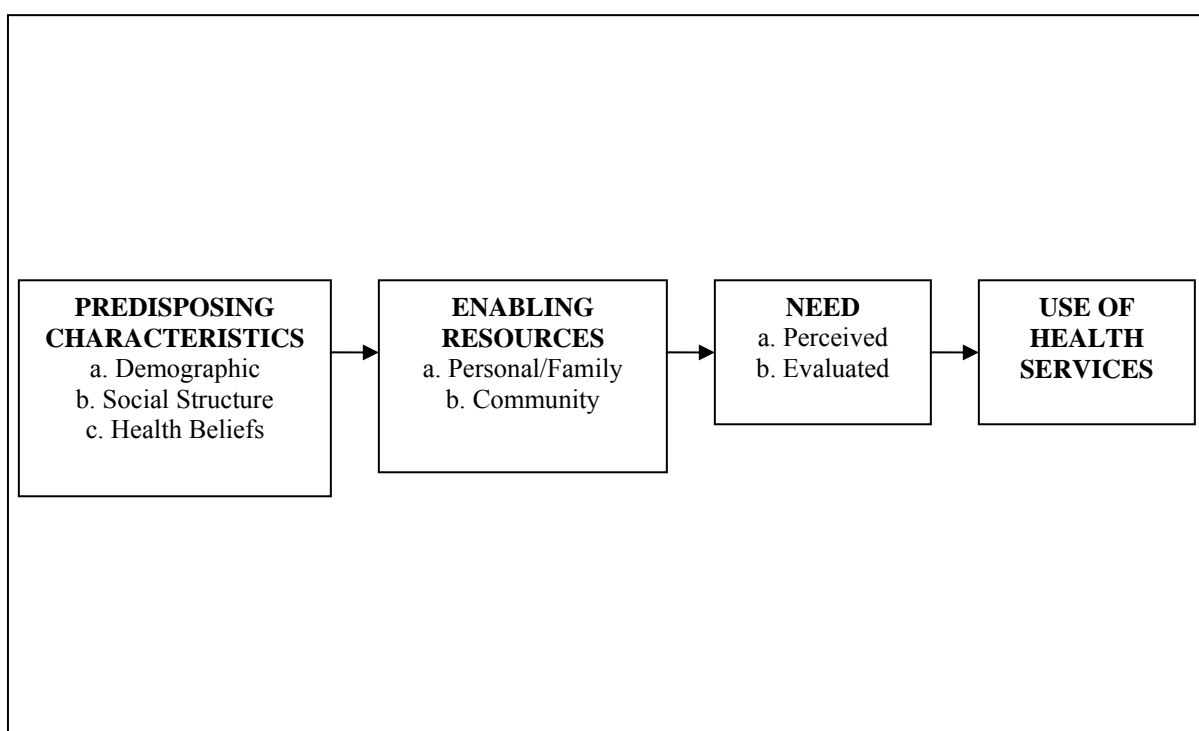 PREDISPOSING
CHARACTERISTICS
a. Demographic
b. Social Structure
c. Health Beliefs
ENABLING
RESOURCES
a. Personal/Family
b. Community
NEED
a. Perceived
b. Evaluated
USE OF
HEALTH
SERVICES